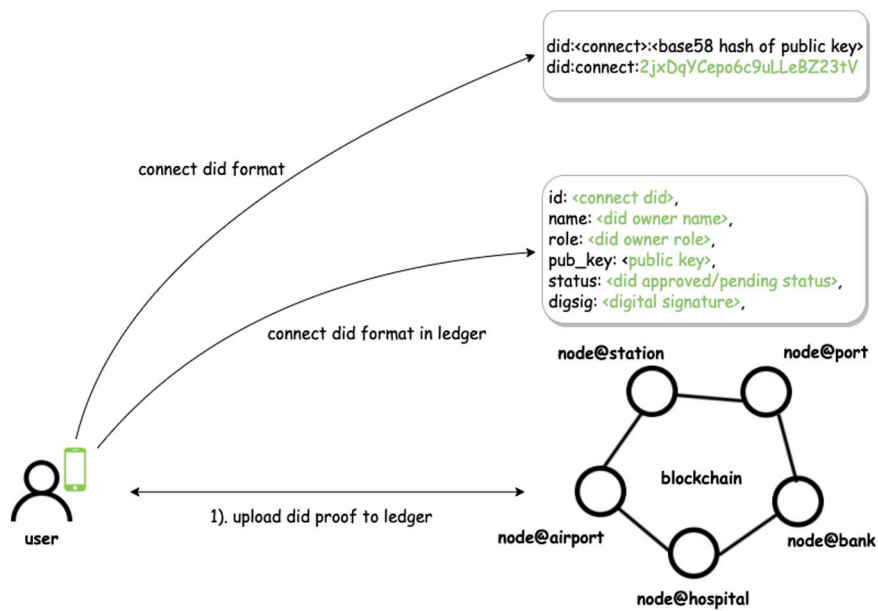 did:<connect>:<base58 hash of public key>
did:connect:2jxDqYCepo6c9uLLeBZ23tV
connect did format
id: <connect did>,
name: <did owner name>,
role: <did owner role>,
pub_key: <public key>,
status: <did approved/pending status>,
digsig: <digital signature>,
connect did format in ledger
node@station
node@port
blockchain
1). upload did proof to ledger
user
node@airport
node@bank
node@hospital